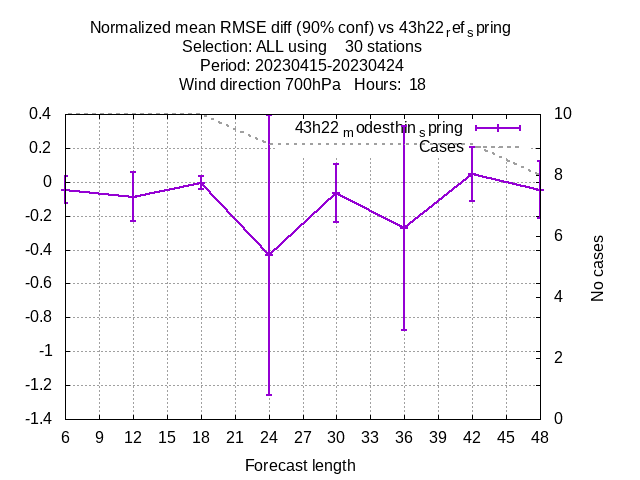 Normalized mean RMSE diff (90% conf) vs 43h22refspring
Selection: ALL using 30 stations
Period: 20230415-20230424
Wind direction 700hPa Hours: 18
43h22modesthinspring
Cases
0.4
0.2
0
-0.2
-0.4
-0.6
-0.8
-1
-1.2
-1.4
10
8
6
4
2
0
No cases
6 9 12 15 18 21 24 27 30 33 36 39 42 45 48
Forecast length